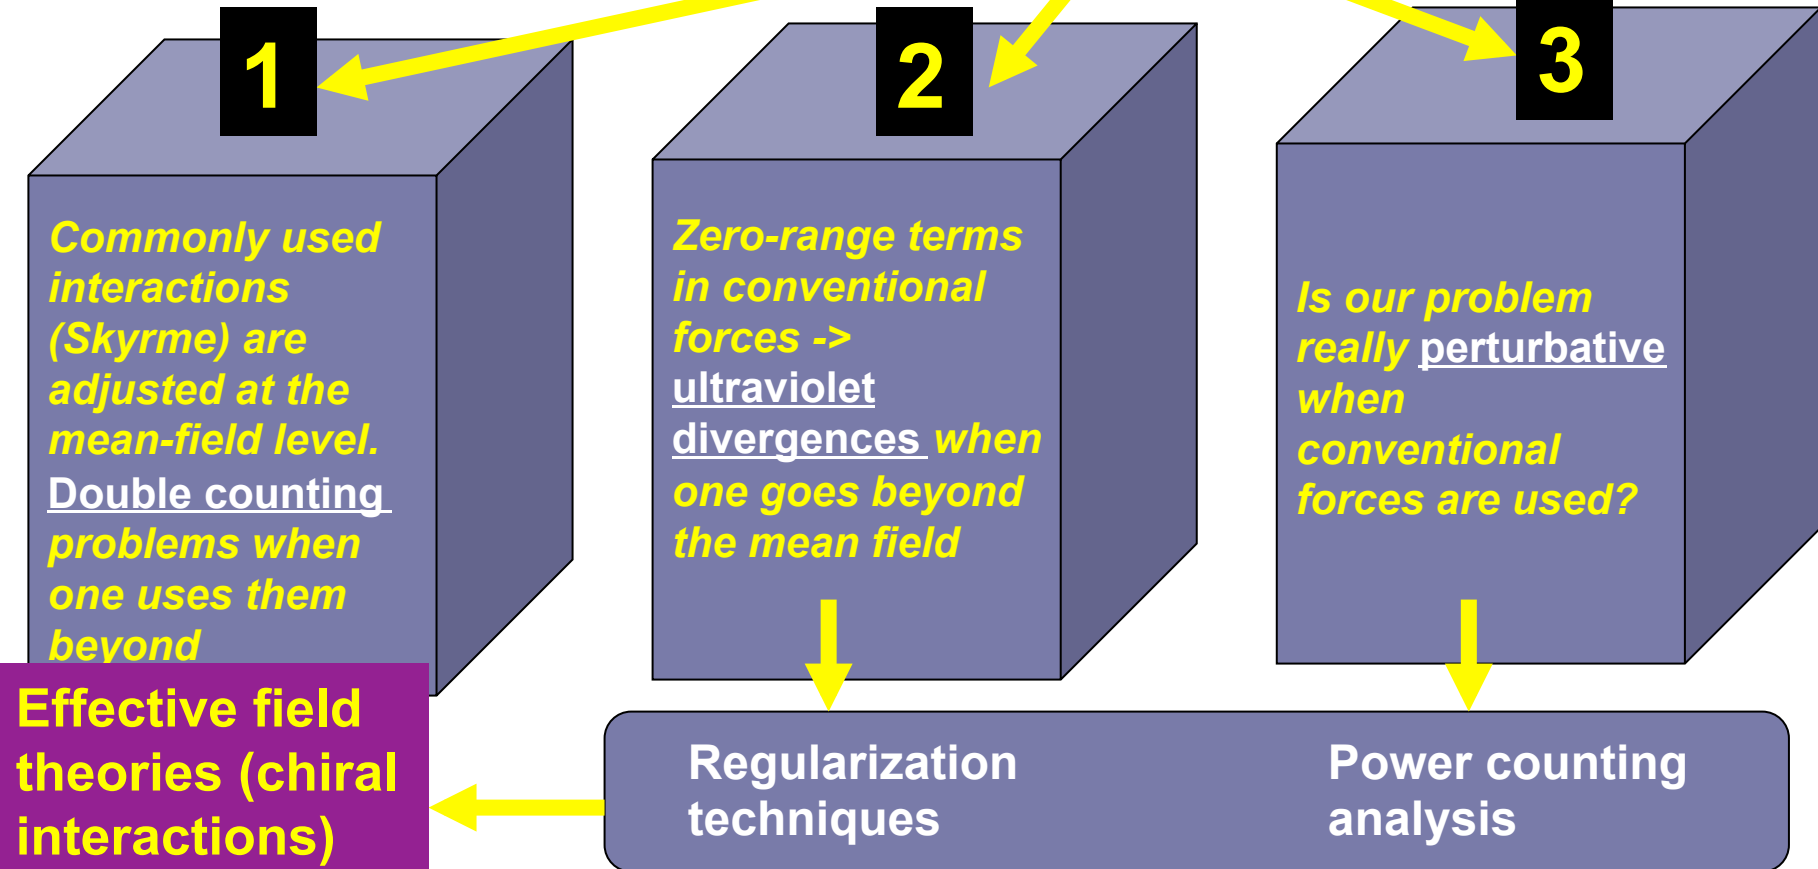 1
Commonly used
interactions
(Skyrme) are
adjusted at the
mean-field level.
Double counting
problems when
one uses them
beyond
2
Zero-range terms
in conventional
forces ->
ultraviolet
divergences when
one goes beyond
the mean field
3
Is our problem
really perturbative
when
conventional
forces are used?
Effective field
theories (chiral
interactions)
Regularization
techniques
Power counting
analysis